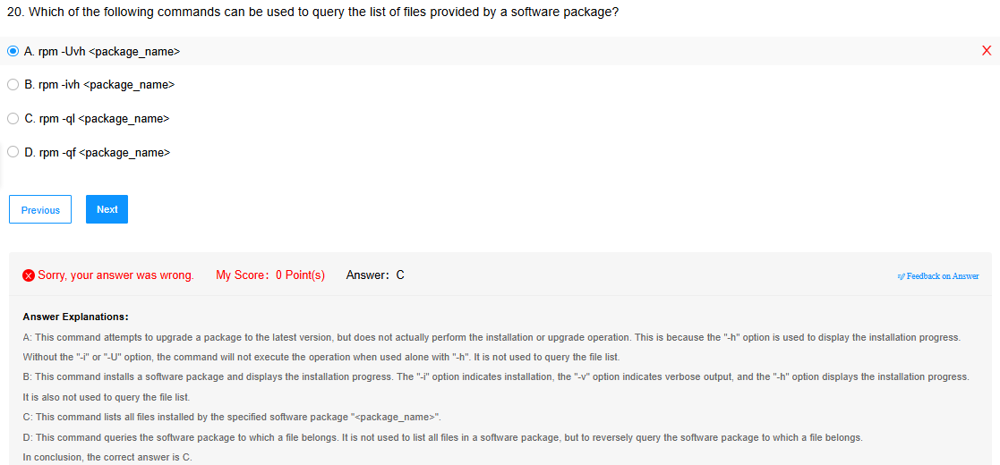 20. Which of the following commands can be used to query the list of files provided by a software package?
A. rpm -Uvh <package_name>
X
B. rpm -ivh <package_name>
C. rpm -ql <package_name>
D. rpm -qf <package_name>
Previous
Next
Sorry, your answer was wrong. My Score: 0 Point(s) Answer: C
Feedback on Answer
Answer Explanations:
A: This command attempts to upgrade a package to the latest version, but does not actually perform the installation or upgrade operation. This is because the "-h" option is used to display the installation progress.
Without the "-i" or "-U" option, the command will not execute the operation when used alone with "-h". It is not used to query the file list.
B: This command installs a software package and displays the installation progress. The "-i" option indicates installation, the "-v" option indicates verbose output, and the "-h" option displays the installation progress.
It is also not used to query the file list.
C: This command lists all files installed by the specified software package "<package_name>".
D: This command queries the software package to which a file belongs. It is not used to list all files in a software package, but to reversely query the software package to which a file belongs.
In conclusion, the correct answer is C.